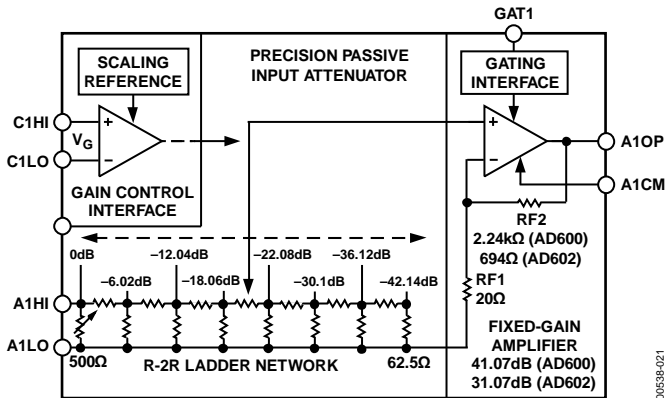 GAT1
SCALING
REFERENCE
PRECISION PASSIVE
INPUT ATTENUATOR
GATING
INTERFACE
C1HI
C1LO
VG
+
–
GAIN CONTROL
INTERFACE
+
–
A1OP
A1CM
RF2
2.24kΩ (AD600)
694Ω (AD602)
RF1
20Ω
0dB
–12.04dB
–22.08dB
–36.12dB
–6.02dB
–18.06dB
–30.1dB
–42.14dB
A1HI
A1LO
500Ω
R-2R LADDER NETWORK
62.5Ω
FIXED-GAIN
AMPLIFIER
41.07dB (AD600)
31.07dB (AD602)
00538-021